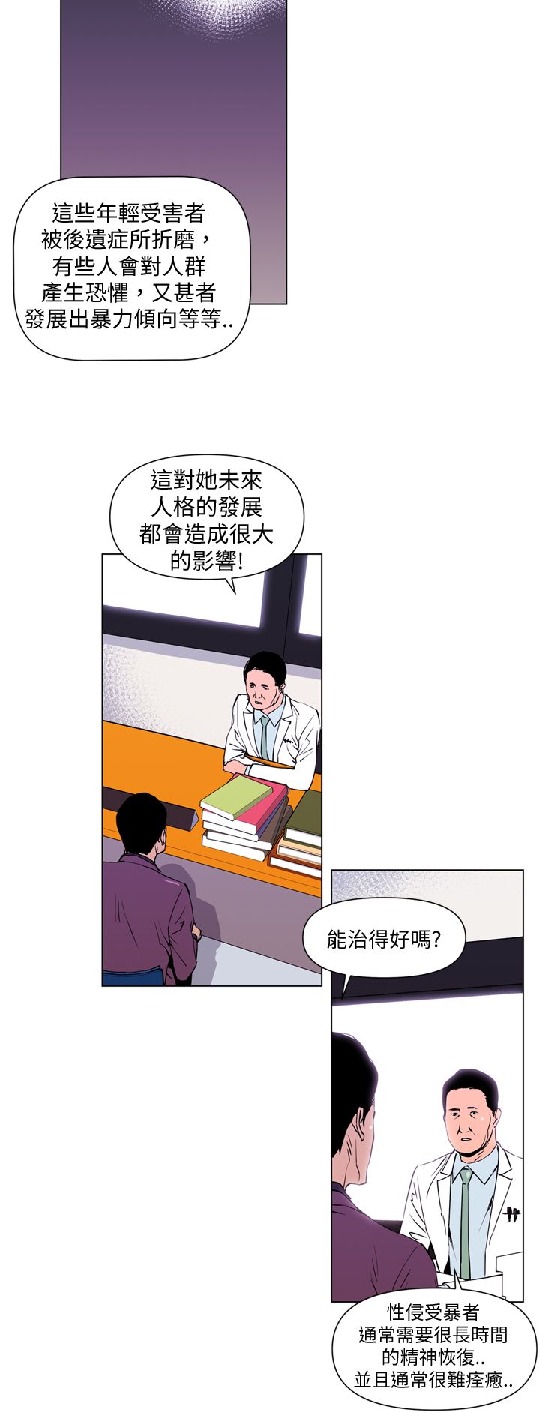 這些年輕受害者
被後遺症所折磨，
有些人會對人群
產生恐懼，又甚者
發展出暴力傾向等等..
這對她未來
人格的發展
都會造成很大
的影響!
能治得好嗎?
性侵受暴者
通常需要很長時間
的精神恢復..
並且通常很難痊癒..